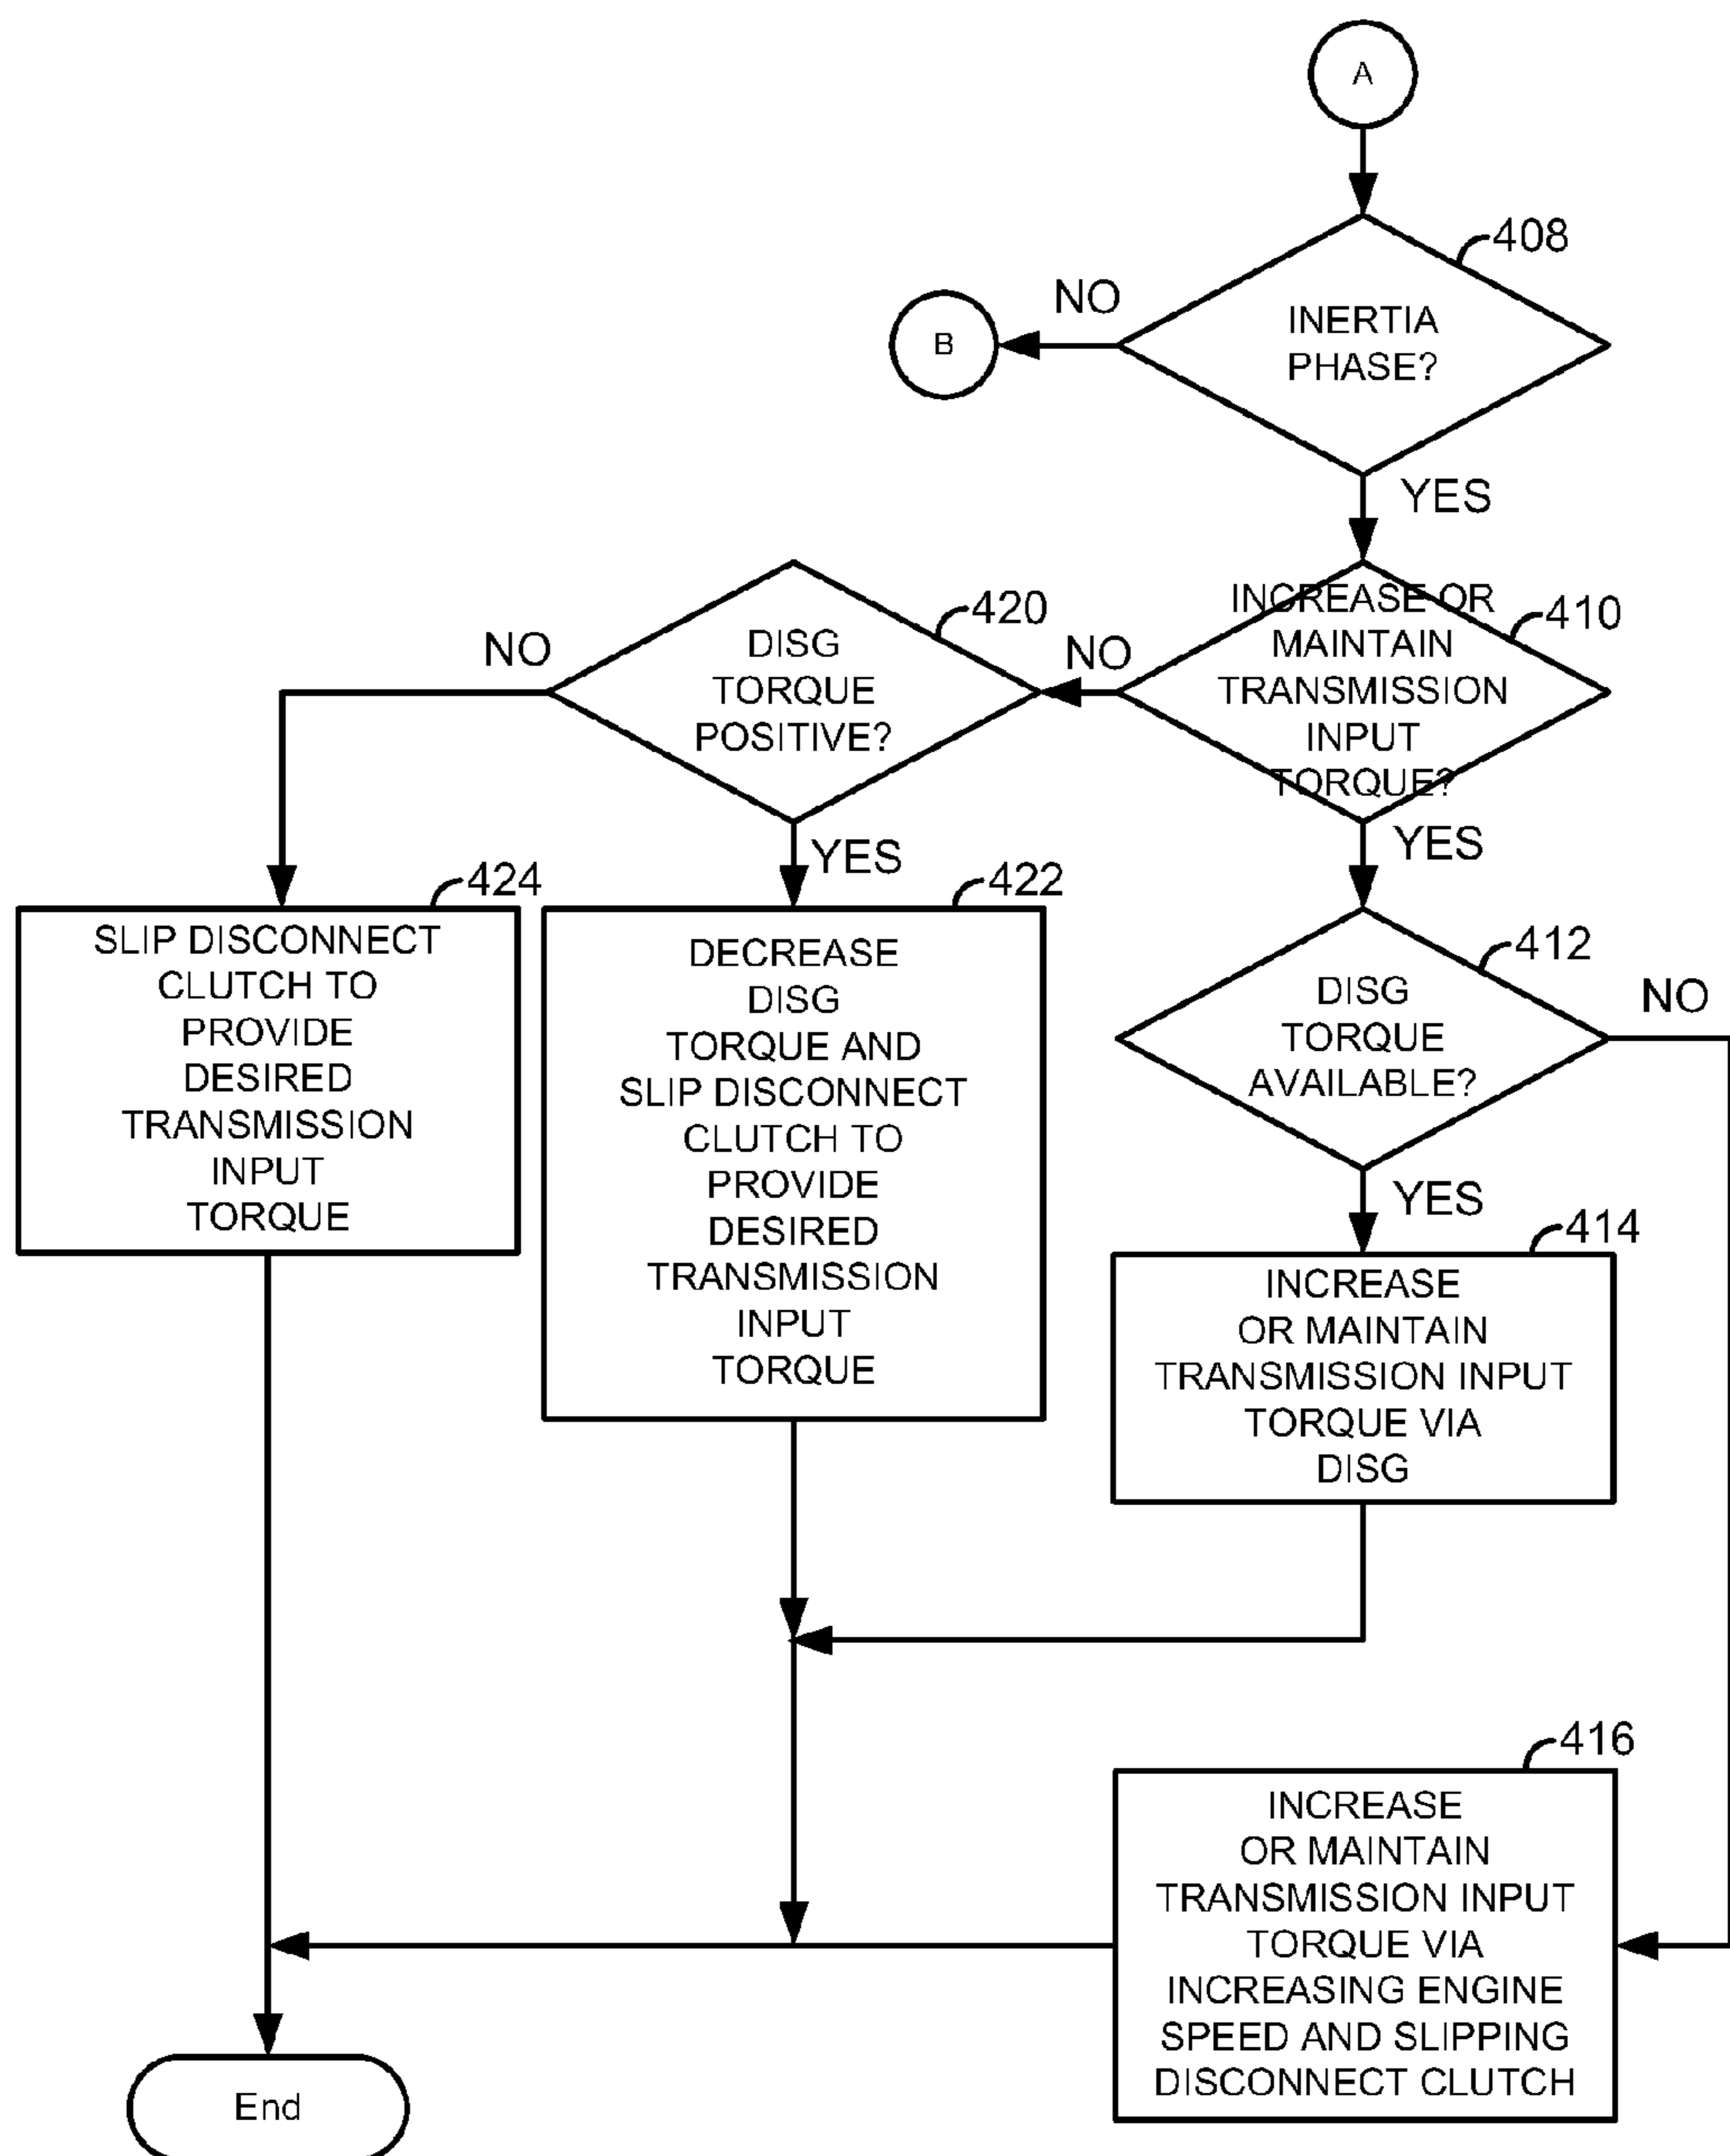 A
408
INERTIA
PHASE?
NO
B
YES
INCREASE OR
MAINTAIN
TRANSMISSION
INPUT
TORQUE?
410
NO
420
DISG
TORQUE
POSITIVE?
NO
YES
YES
424
SLIP DISCONNECT
CLUTCH TO
PROVIDE
DESIRED
TRANSMISSION
INPUT
TORQUE
422
DECREASE
DISG
TORQUE AND
SLIP DISCONNECT
CLUTCH TO
PROVIDE
DESIRED
TRANSMISSION
INPUT
TORQUE
412
DISG
TORQUE
AVAILABLE?
NO
YES
414
INCREASE
OR MAINTAIN
TRANSMISSION INPUT
TORQUE VIA
DISG
416
INCREASE
OR MAINTAIN
TRANSMISSION INPUT
TORQUE VIA
INCREASING ENGINE
SPEED AND SLIPPING
DISCONNECT CLUTCH
End